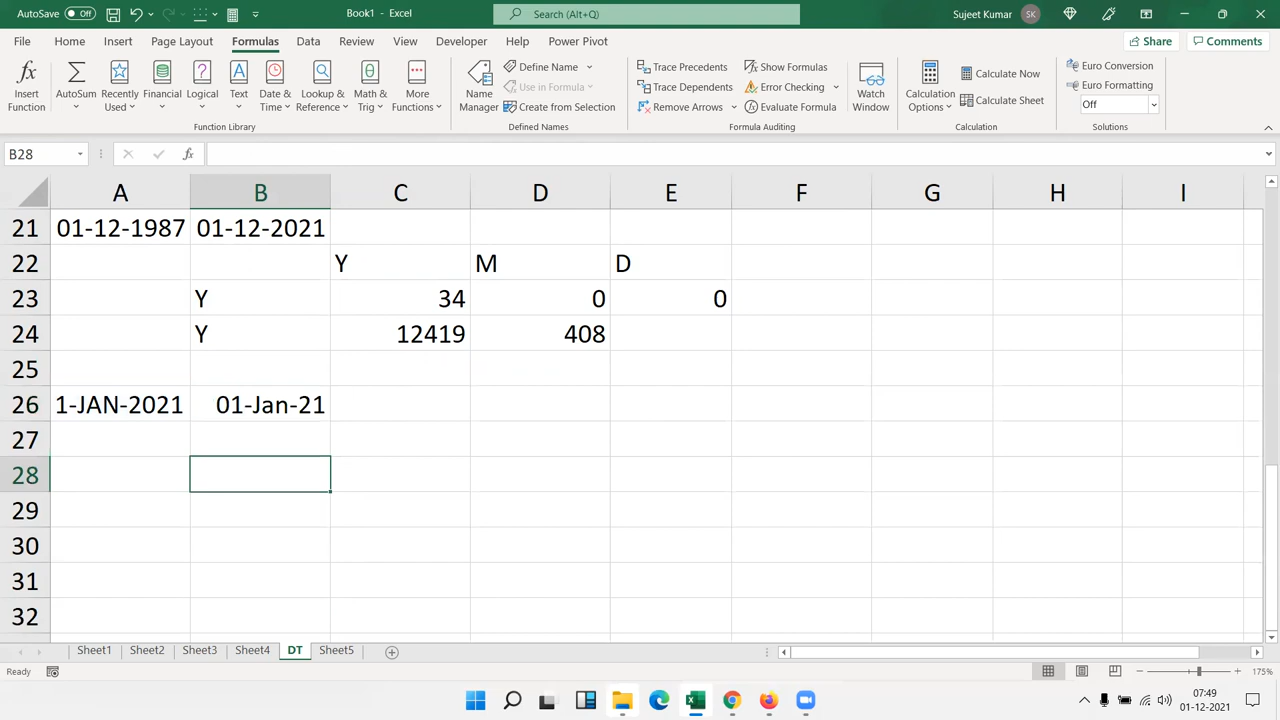 AutoSave Off Book1 - Excel Search (Alt+Q) Sujeet Kumar SK
File Home Insert Page Layout Formulas Data Review View Developer Help Power Pivot Share Comments
Insert Function
AutoSum
Recently Used
Financial
Logical
Text
Date & Time
Lookup & Reference
Math & Trig
More Functions
Function Library
Name Manager
Define Name
Use in Formula
Create from Selection
Defined Names
Trace Precedents
Trace Dependents
Remove Arrows
Show Formulas
Error Checking
Evaluate Formula
Formula Auditing
Watch Window
Calculation Options
Calculate Now
Calculate Sheet
Calculation
Euro Conversion
Euro Formatting
Off
Solutions
B28 fx
A B C D E F G H I
21 01-12-1987 01-12-2021
22 Y M D
23 Y 34 0 0
24 Y 12419 408
25
26 1-JAN-2021 01-Jan-21
27
28
29
30
31
32
Sheet1 Sheet2 Sheet3 Sheet4 DT Sheet5
Ready 175%
07:49
01-12-2021